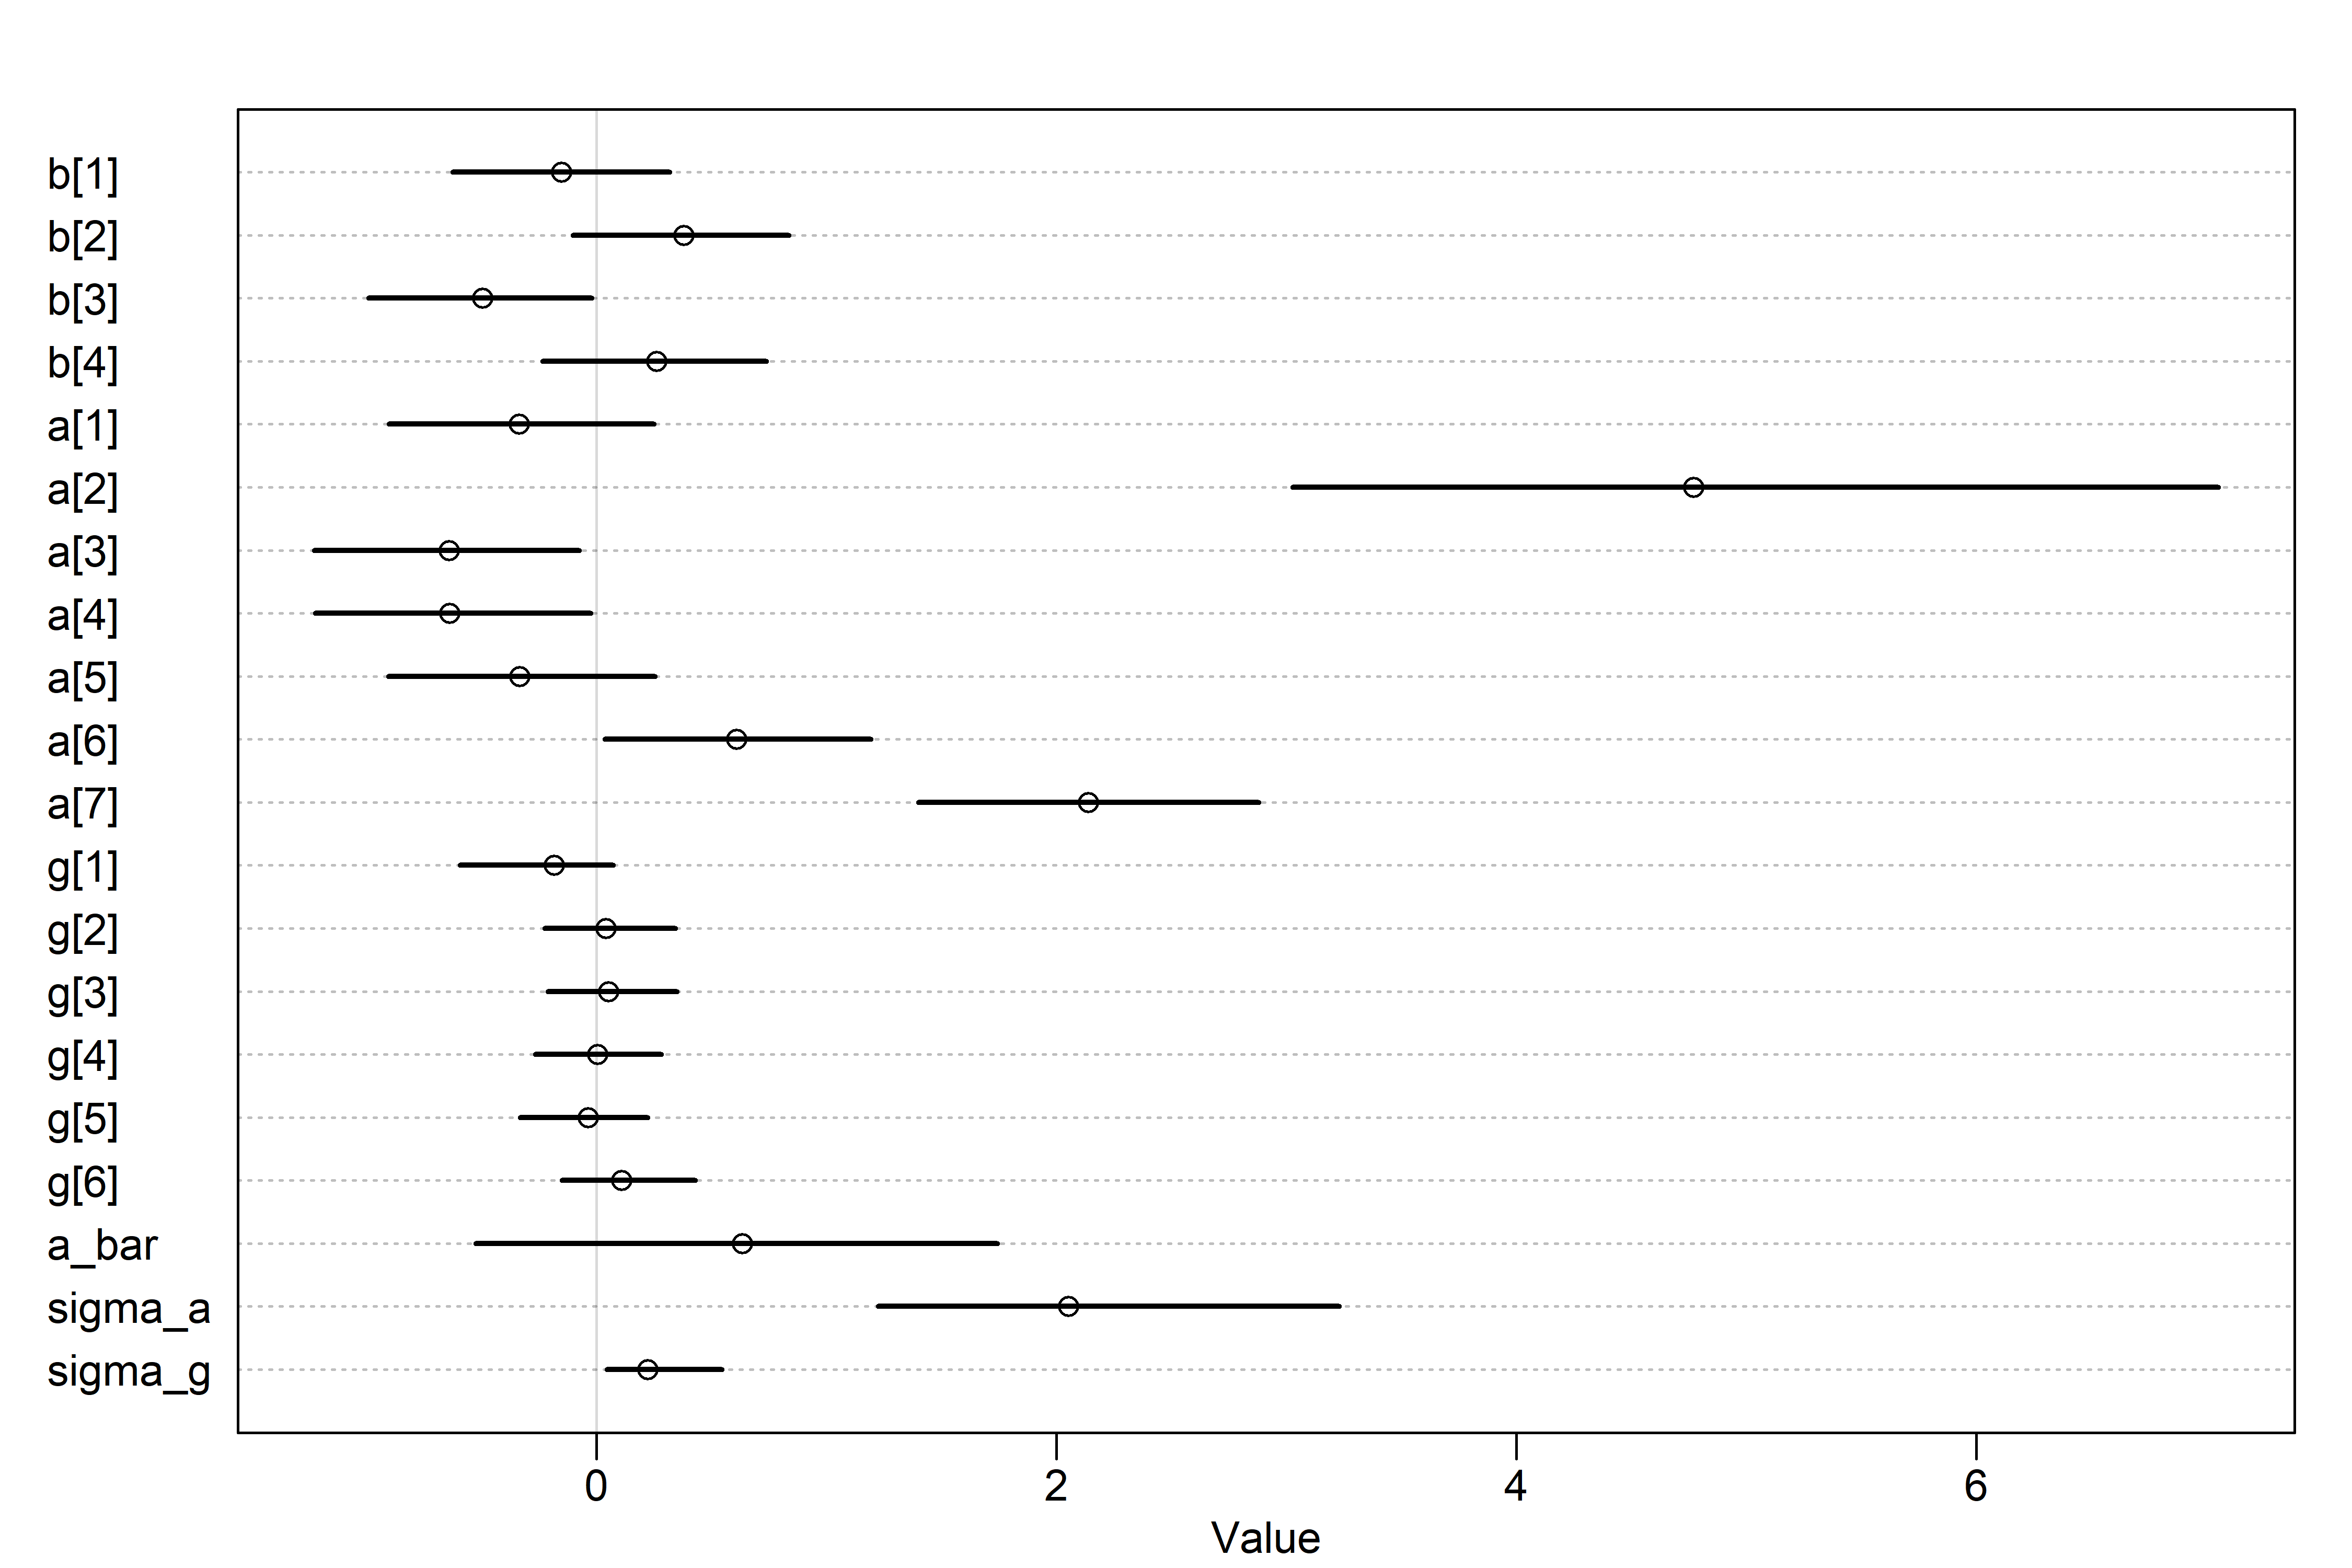 b[1]
b[2]
b[3]
b[4]
a[1]
a[2]
a[3]
a[4]
a[5]
a[6]
a[7]
g[1]
g[2]
g[3]
g[4]
g[5]
g[6]
a_bar
sigma_a
sigma_g
0 2 4 6
Value